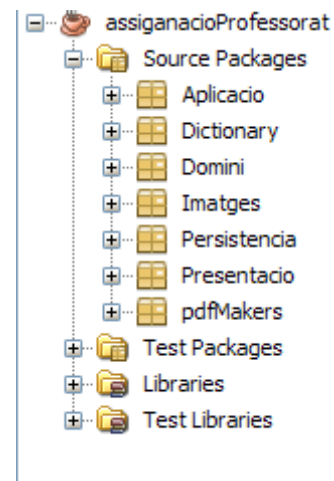 assiganacioProfessorat
Source Packages
Aplicacio
Dictionary
Domini
Imatges
Persistencia
Presentacio
pdfMakers
Test Packages
Libraries
Test Libraries